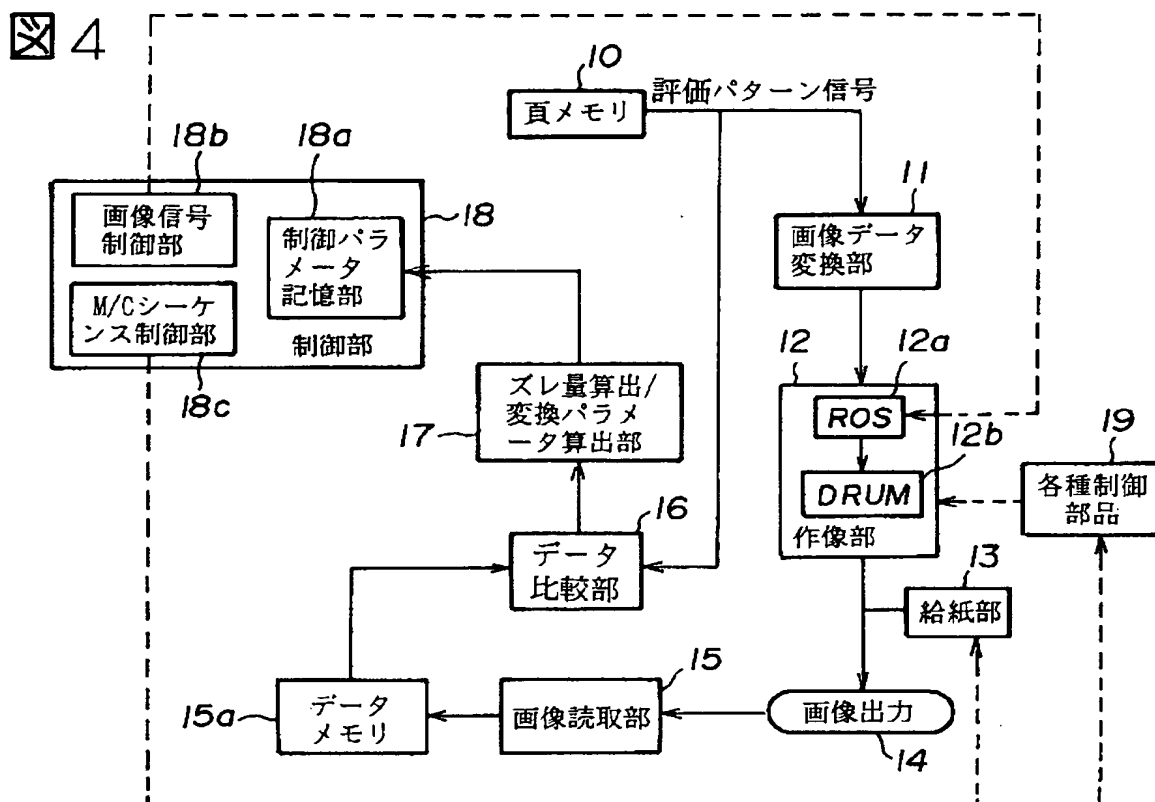 図 4
10
頁メモリ
評価パターン信号
18b
18a
18
画像信号
制御部
制御パラ
メータ
記憶部
M/Cシーケ
ンス制御部
制御部
18c
11
画像データ
変換部
12
12a
ROS
12b
DRUM
作像部
19
各種制御
部品
17
ズレ量算出/
変換パラメ
ータ算出部
16
データ
比較部
13
給紙部
15a
データ
メモリ
15
画像読取部
画像出力
14